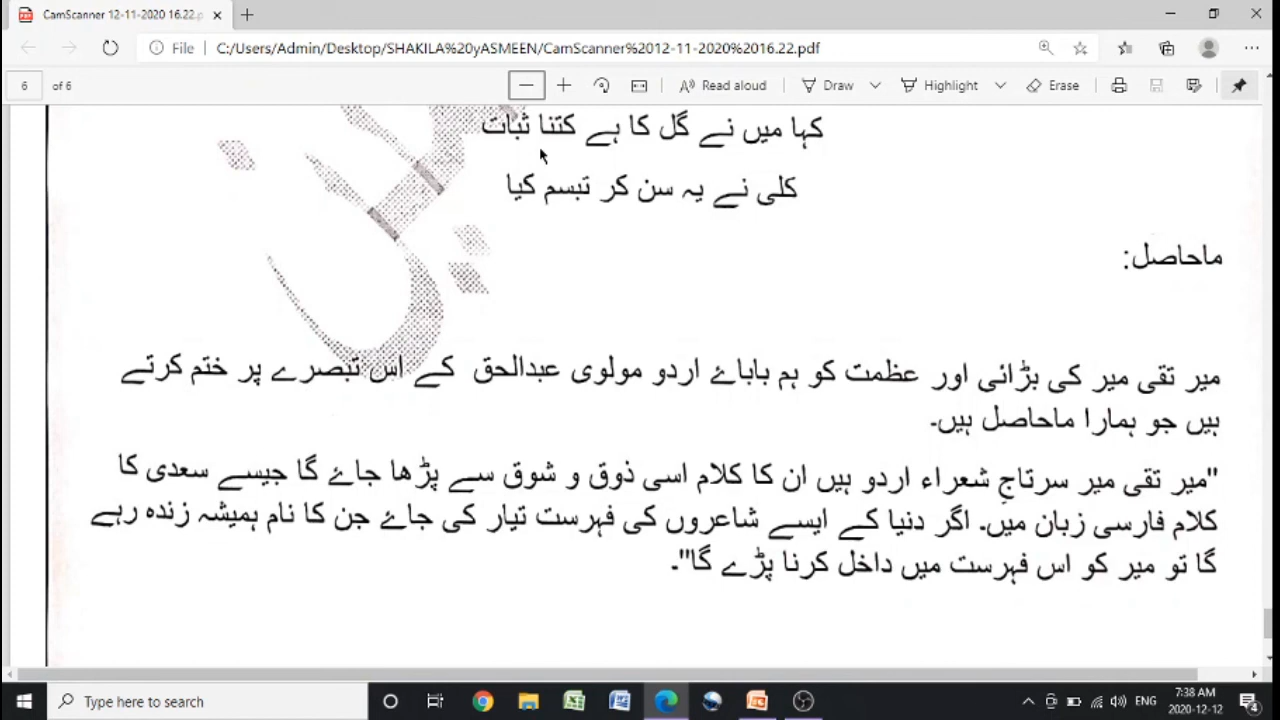 CamScanner 12-11-2020 16.22.p
File C:/Users/Admin/Desktop/SHAKILA%20yASMEEN/CamScanner%2012-11-2020%2016.22.pdf
6 of 6 Read aloud Draw Highlight Erase
کہا میں نے گل کا ہے کتنا ثبات
کلی نے یہ سن کر تبسم کیا
ماحاصل:
میر تقی میر کی بڑائی اور عظمت کو ہم باباۓ اردو مولوی عبدالحق کے اس تبصرے پر ختم کرتے
ہیں جو ہمارا ماحاصل ہیں۔
"میر تقی میر سرتاجِ شعراء اردو ہیں ان کا کلام اسی ذوق و شوق سے پڑھا جاۓ گا جیسے سعدی کا
کلام فارسی زبان میں۔ اگر دنیا کے ایسے شاعروں کی فہرست تیار کی جاۓ جن کا نام ہمیشہ زندہ رہے
گا تو میر کو اس فہرست میں داخل کرنا پڑے گا"۔
Type here to search
ENG
7:38 AM
2020-12-12
4